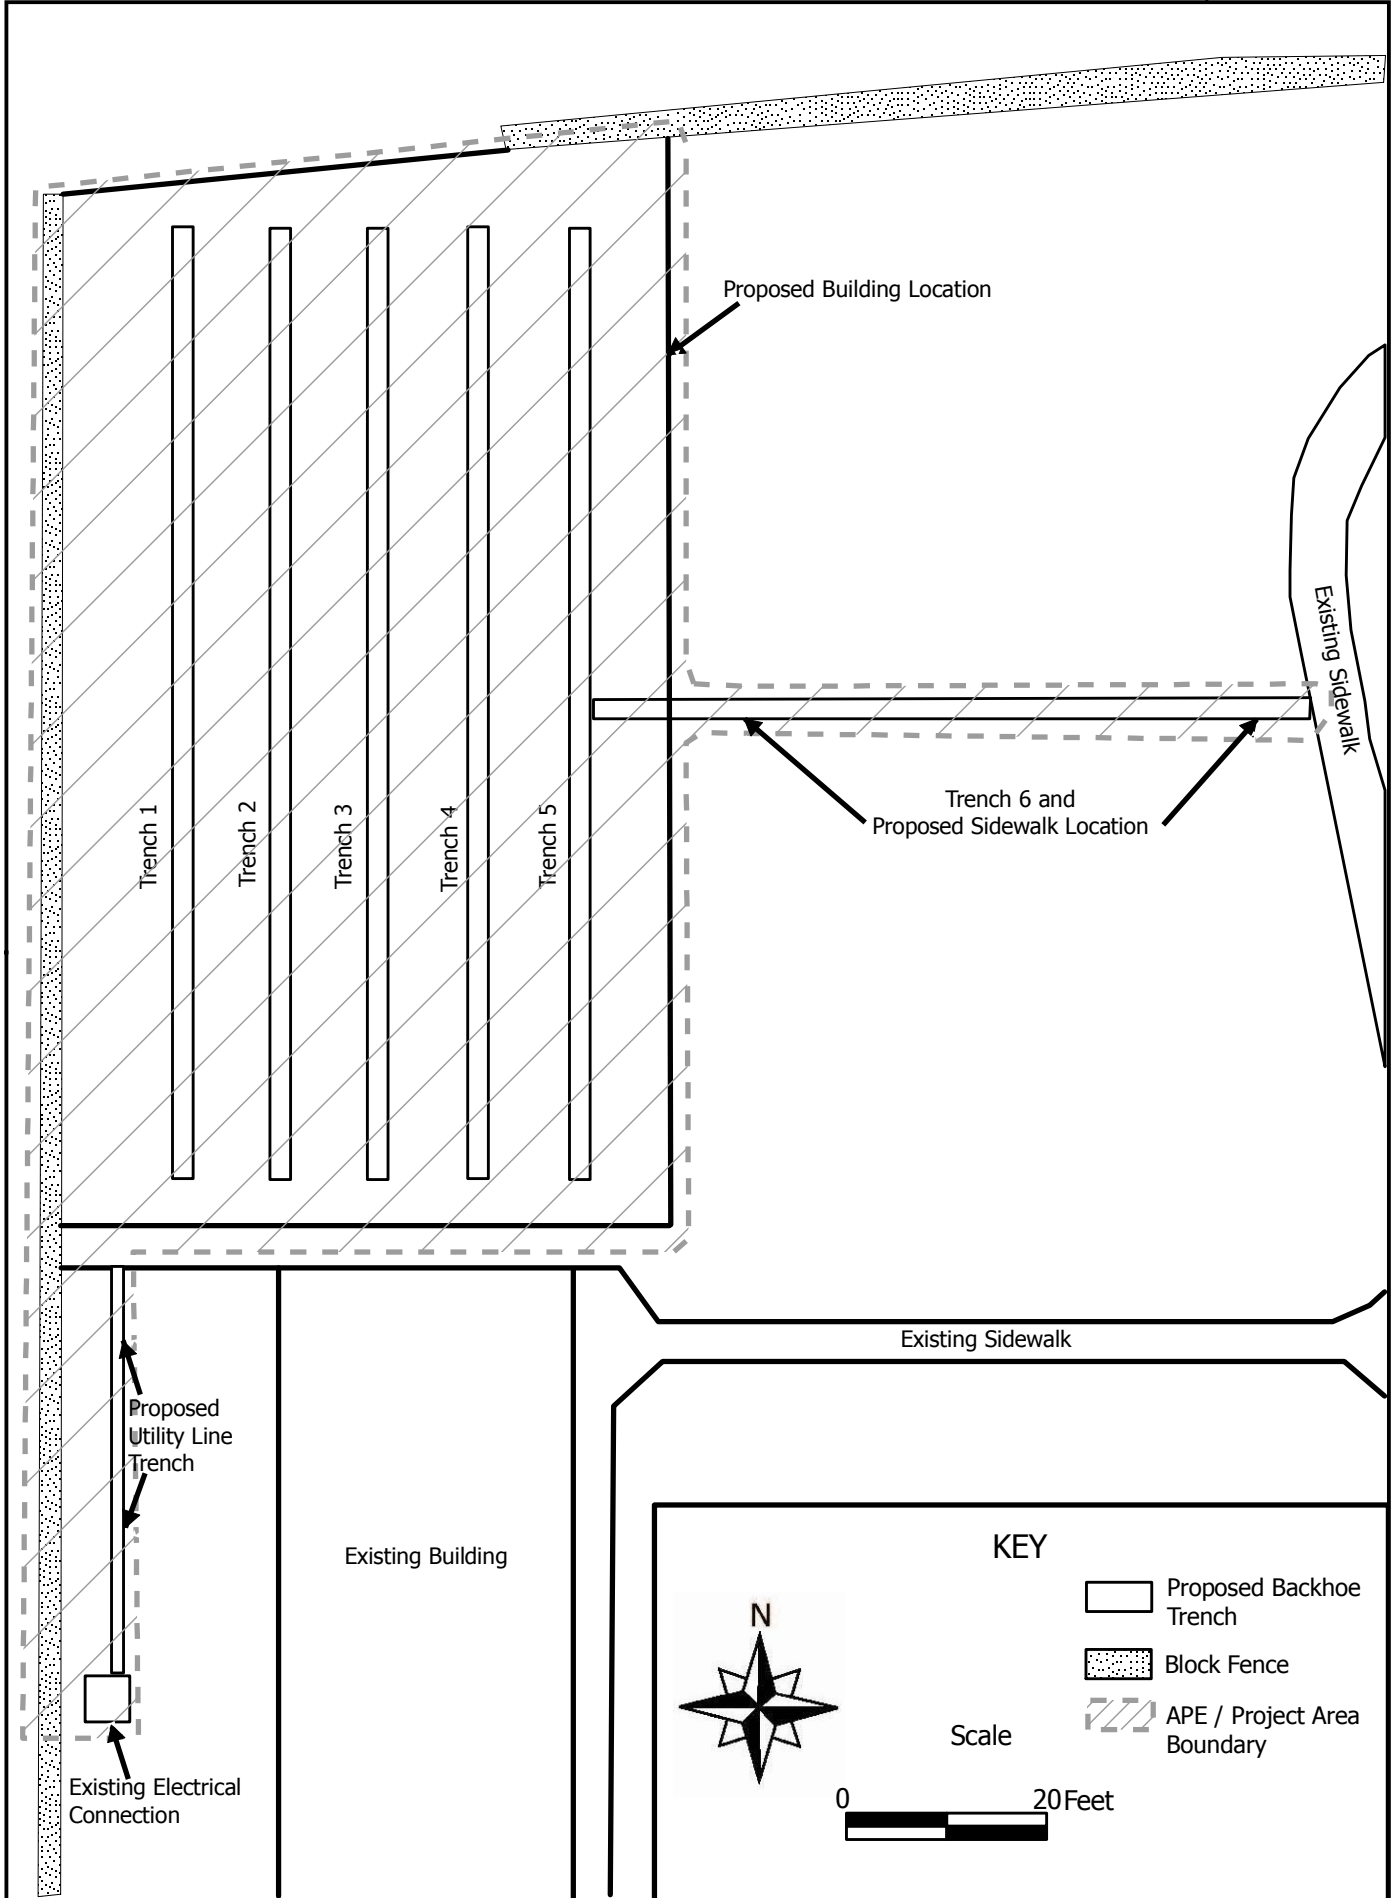 Proposed Building Location
Existing Sidewalk
Trench 1
Trench 2
Trench 3
Trench 4
Trench 5
Trench 6 and
Proposed Sidewalk Location
Existing Sidewalk
Proposed
Utility Line
Trench
Existing Building
Existing Electrical
Connection
KEY
N
Proposed Backhoe
Trench
Block Fence
APE / Project Area
Boundary
Scale
0 20 Feet